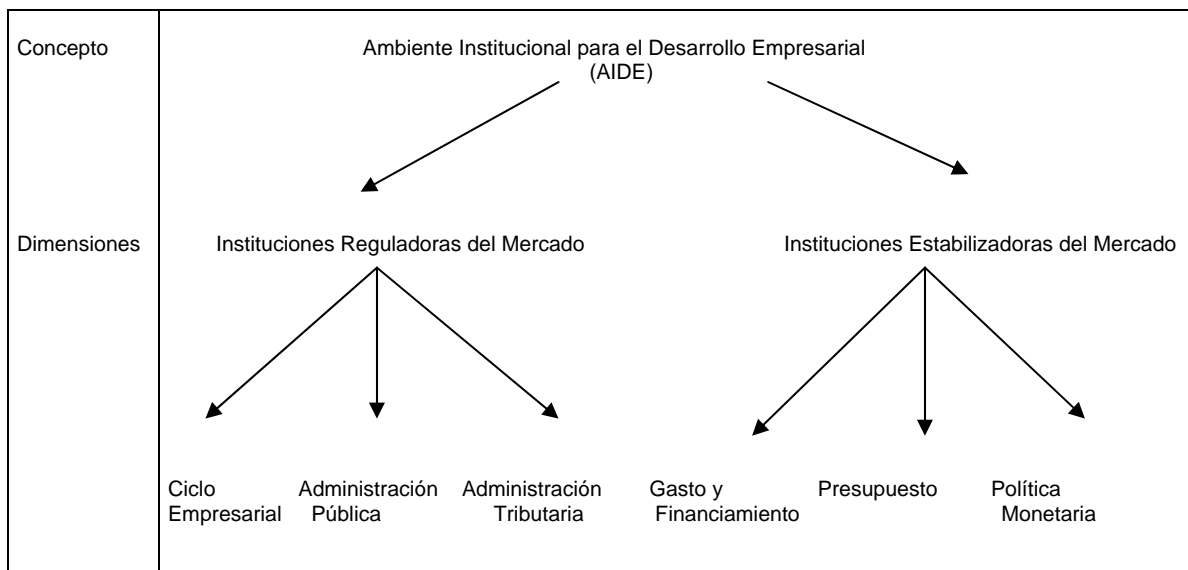 Concepto
Ambiente Institucional para el Desarrollo Empresarial
(AIDE)
Dimensiones
Instituciones Reguladoras del Mercado
Instituciones Estabilizadoras del Mercado
Ciclo
Empresarial
Administración
Pública
Administración
Tributaria
Gasto y
Financiamiento
Presupuesto
Política
Monetaria